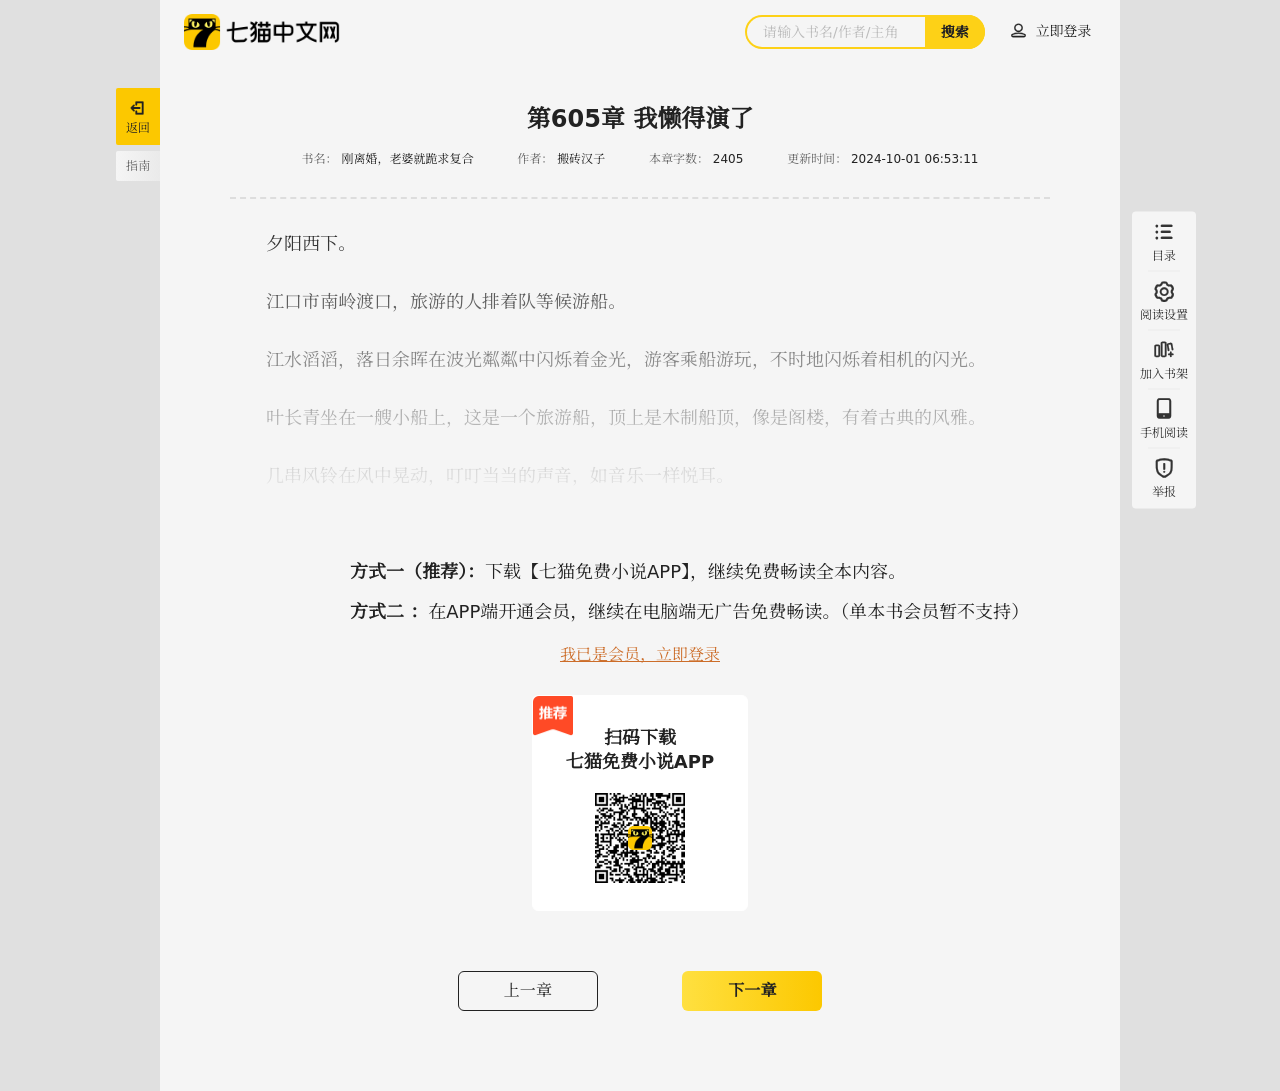 七猫中文网
请输入书名/作者/主角
搜索
立即登录
返回
指南
第605章 我懒得演了
书名： 刚离婚，老婆就跪求复合 作者： 搬砖汉子 本章字数： 2405 更新时间： 2024-10-01 06:53:11
夕阳西下。
江口市南岭渡口，旅游的人排着队等候游船。
江水滔滔，落日余晖在波光粼粼中闪烁着金光，游客乘船游玩，不时地闪烁着相机的闪光。
叶长青坐在一艘小船上，这是一个旅游船，顶上是木制船顶，像是阁楼，有着古典的风雅。
几串风铃在风中晃动，叮叮当当的声音，如音乐一样悦耳。
目录
阅读设置
加入书架
手机阅读
举报
方式一（推荐）：下载【七猫免费小说APP】，继续免费畅读全本内容。
方式二 ：在APP端开通会员，继续在电脑端无广告免费畅读。（单本书会员暂不支持）
我已是会员，立即登录
推荐
扫码下载
七猫免费小说APP
上一章
下一章